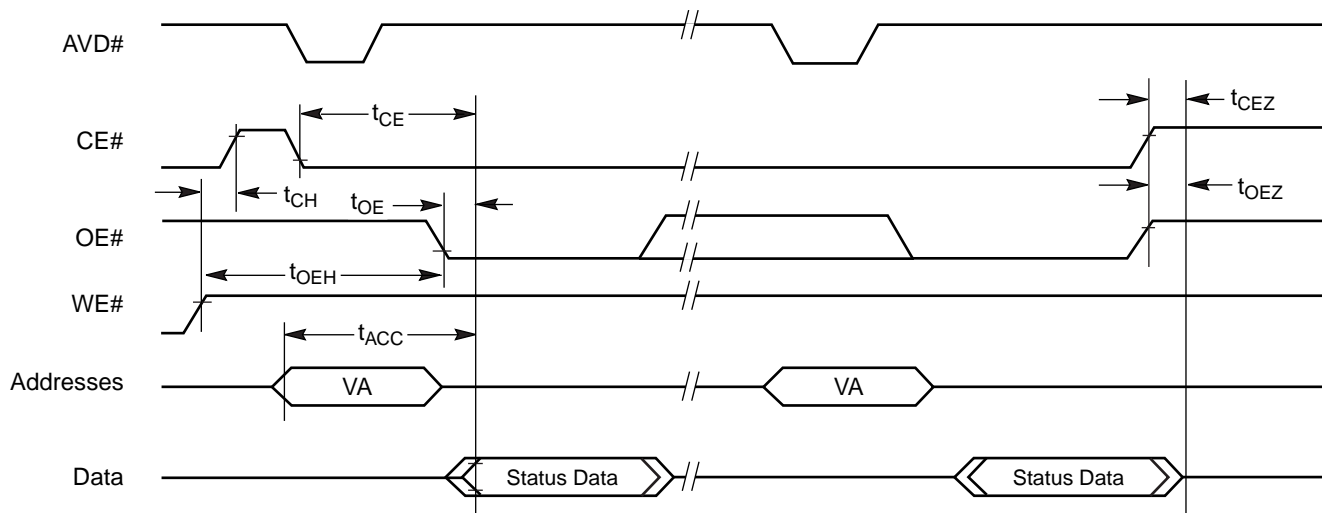 AVD#
tCE
tCEZ
CE#
tCH
tOE
tOEZ
OE#
tOEH
WE#
tACC
Addresses
VA
VA
Data
Status Data
Status Data